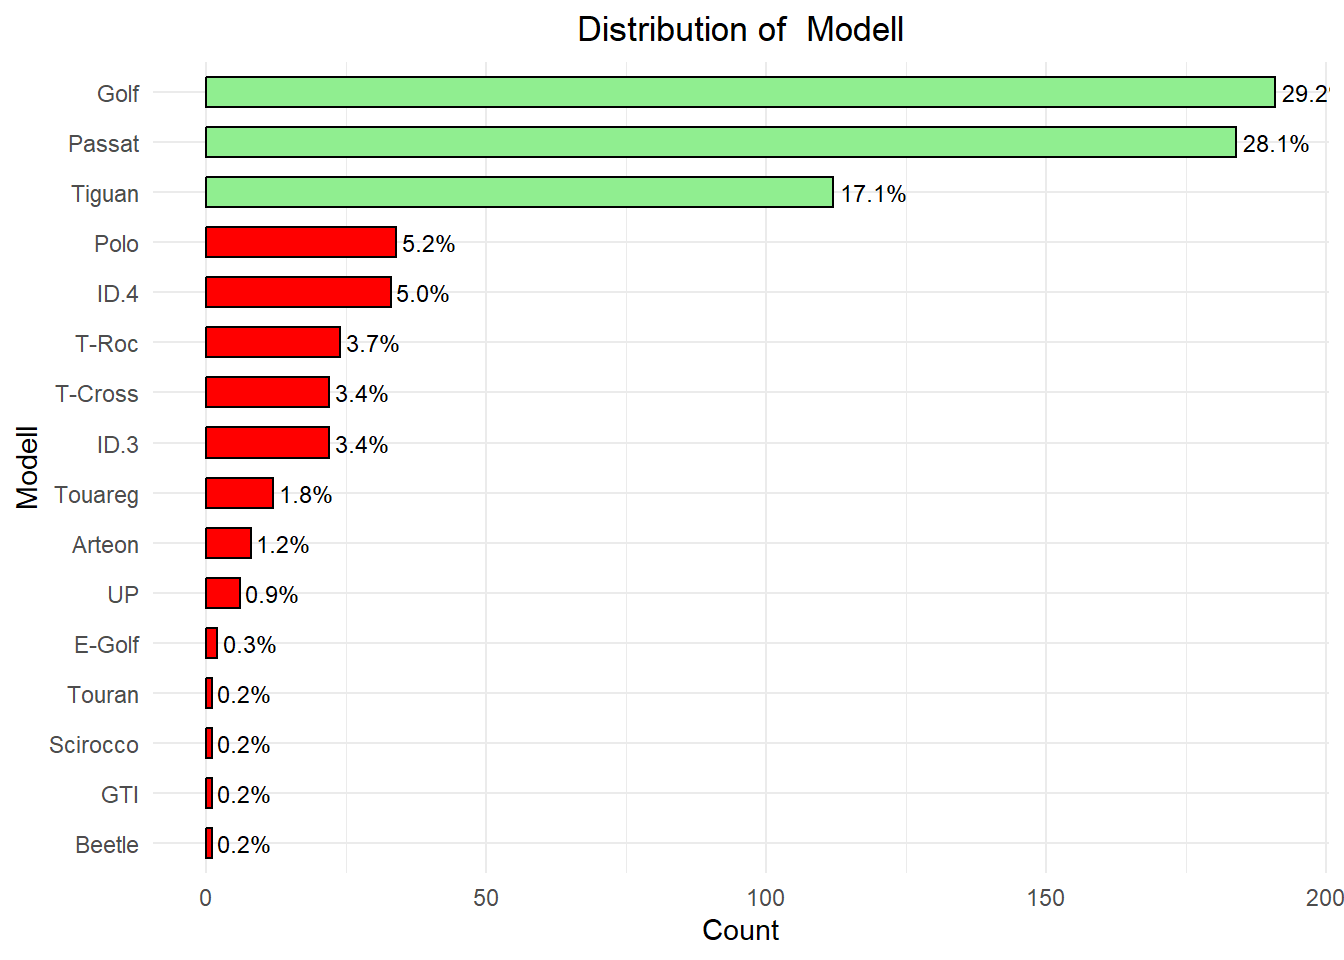 Distribution of  Modell
Golf 29.2%
Passat 28.1%
Tiguan 17.1%
Polo 5.2%
ID.4 5.0%
T-Roc 3.7%
T-Cross 3.4%
ID.3 3.4%
Touareg 1.8%
Arteon 1.2%
UP 0.9%
E-Golf 0.3%
Touran 0.2%
Scirocco 0.2%
GTI 0.2%
Beetle 0.2%
Modell
0 50 100 150 200
Count